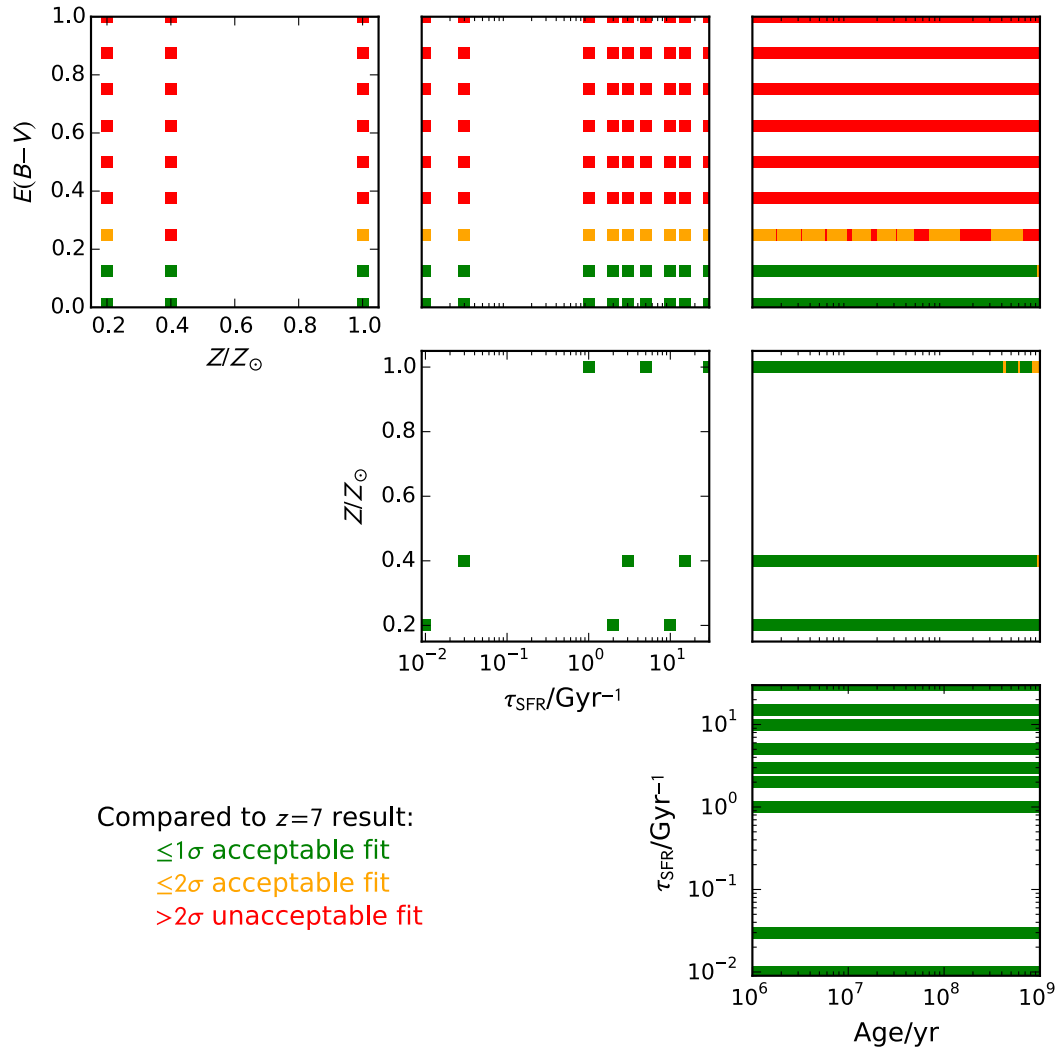 1.0
0.8
0.6
0.4
0.2
0.0
E(B−V)
0.2 0.4 0.6 0.8 1.0
Z/Z⊙
1.0
0.8
0.6
0.4
0.2
Z/Z⊙
10⁻² 10⁻¹ 10⁰ 10¹
τSFR/Gyr⁻¹
10¹
10⁰
10⁻¹
10⁻²
τSFR/Gyr⁻¹
10⁶ 10⁷ 10⁸ 10⁹
Age/yr
Compared to z=7 result:
≤1σ acceptable fit
≤2σ acceptable fit
>2σ unacceptable fit